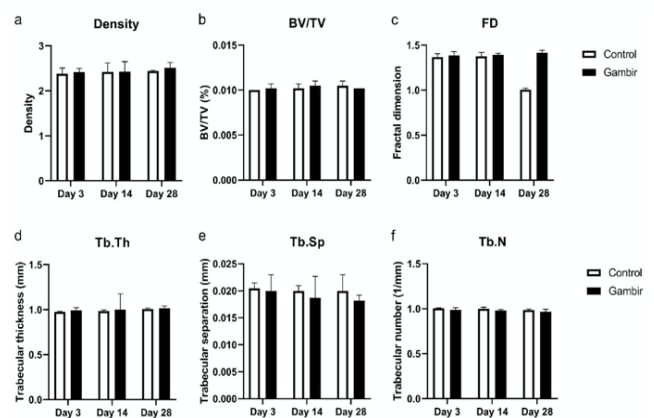 a
Density
Density
3
2
1
0
Day 3 Day 14 Day 28
b
BV/TV
BV/TV (%)
0.015
0.010
0.005
0.000
Day 3 Day 14 Day 28
c
FD
Fractal dimension
1.5
1.0
0.5
0.0
Day 3 Day 14 Day 28
Control
Gambir
d
Tb.Th
Trabecular thickness (mm)
1.5
1.0
0.5
0.0
Day 3 Day 14 Day 28
e
Tb.Sp
Trabecular separation (mm)
0.025
0.020
0.015
0.010
0.005
0.000
Day 3 Day 14 Day 28
f
Tb.N
Trabecular number (1/mm)
1.5
1.0
0.5
0.0
Day 3 Day 14 Day 28
Control
Gambir